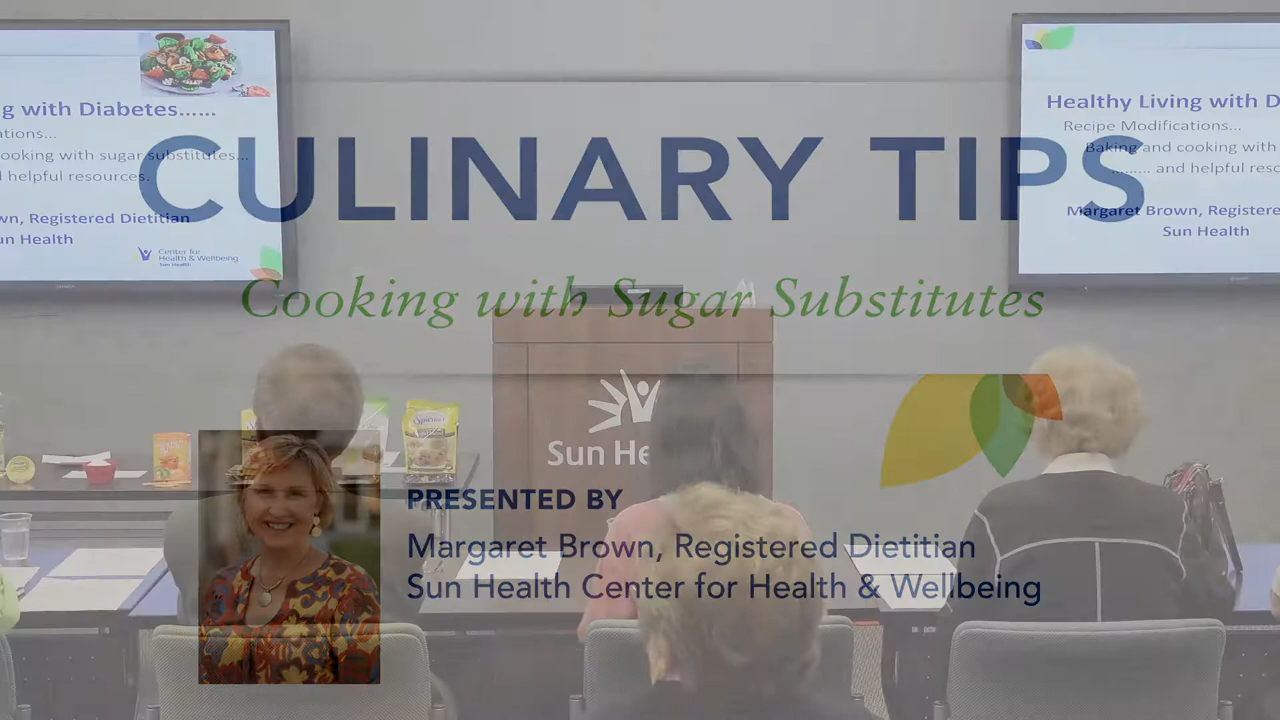 g with Diabetes......
ations...
ooking with sugar substitutes...
d helpful resources.
wn, Registered Dietitian
un Health
Center for
Health & Wellbeing
Sun Health
Healthy Living with D
Recipe Modifications...
Baking and cooking with
......... and helpful reso
Margaret Brown, Registere
Sun Health
CULINARY TIPS
Cooking with Sugar Substitutes
Sun He
PRESENTED BY
Margaret Brown, Registered Dietitian
Sun Health Center for Health & Wellbeing